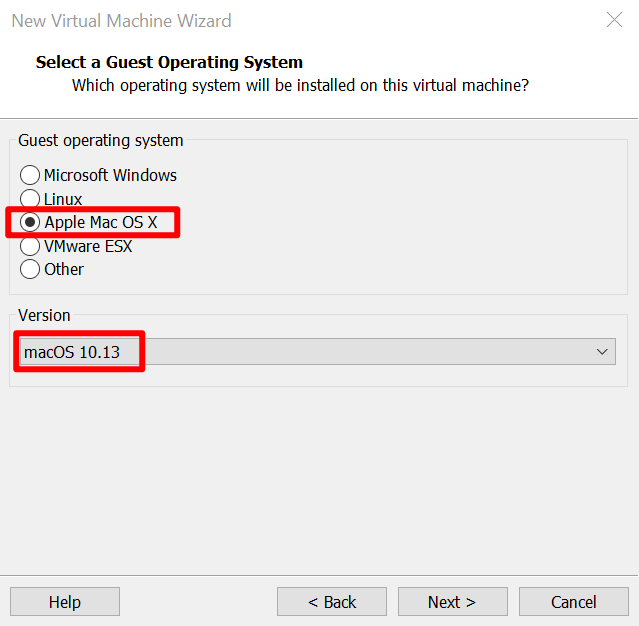 New Virtual Machine Wizard
Select a Guest Operating System
Which operating system will be installed on this virtual machine?
Guest operating system
Microsoft Windows
Linux
Apple Mac OS X
VMware ESX
Other
Version
macOS 10.13
Help
< Back
Next >
Cancel